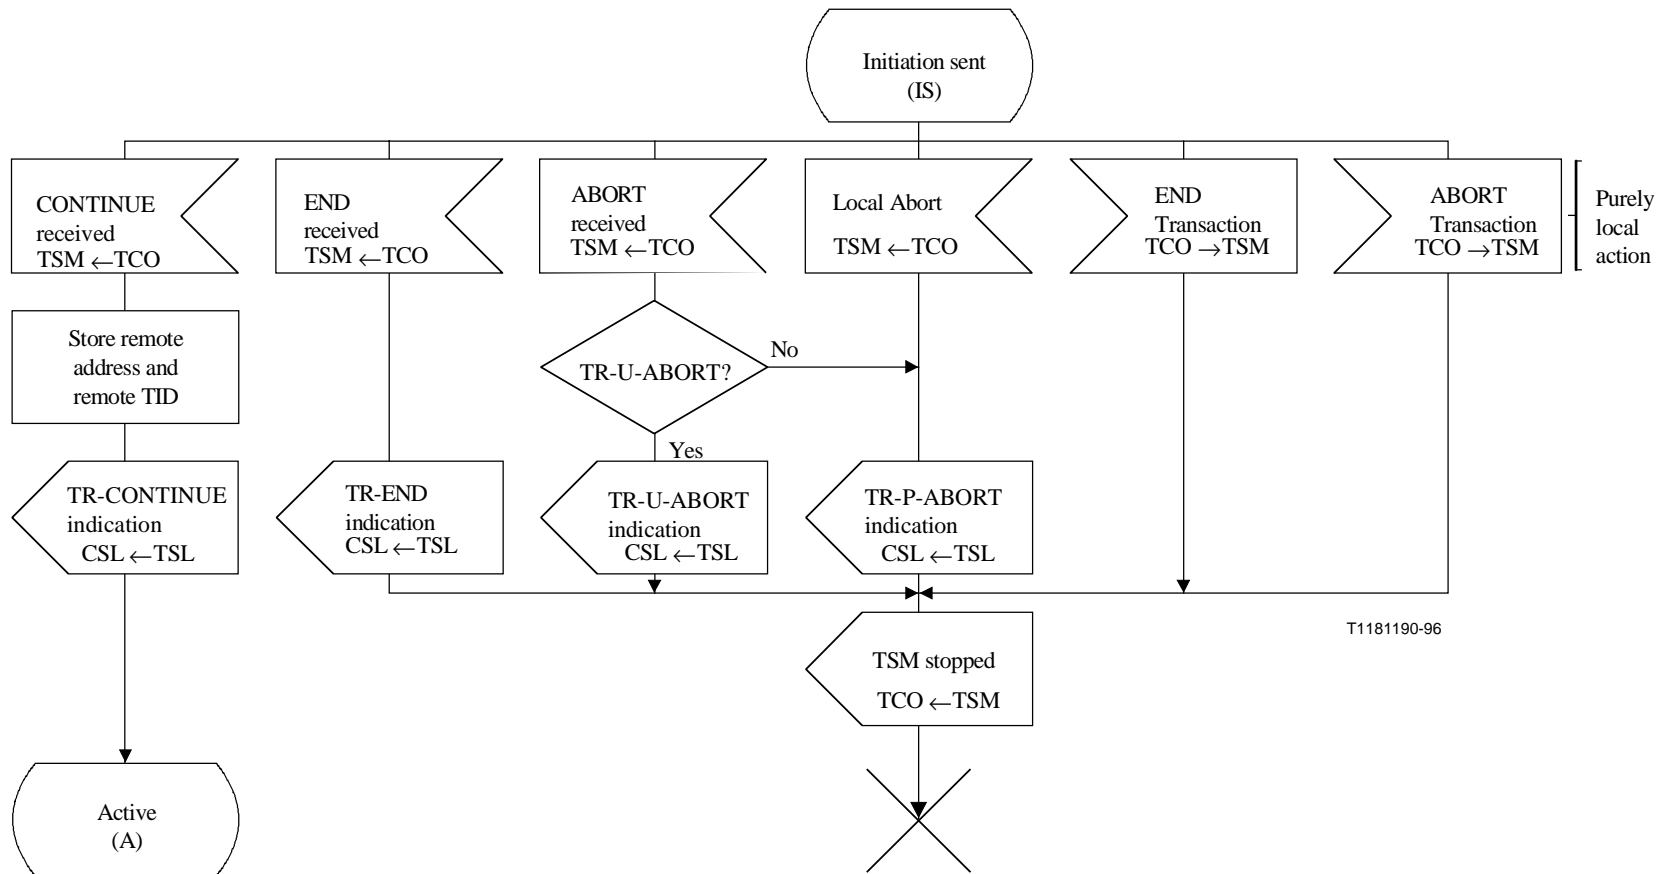 Initiation sent
(IS)
CONTINUE
received
TSM ←TCO
END
received
TSM ←TCO
ABORT
received
TSM ←TCO
Local Abort
TSM ←TCO
END
Transaction
TCO →TSM
ABORT
Transaction
TCO →TSM
Purely
local
action
Store remote
address and
remote TID
TR-U-ABORT?
No
Yes
TR-CONTINUE
indication
CSL ←TSL
TR-END
indication
CSL ←TSL
TR-U-ABORT
indication
CSL ←TSL
TR-P-ABORT
indication
CSL ←TSL
T1181190-96
TSM stopped
TCO ←TSM
Active
(A)